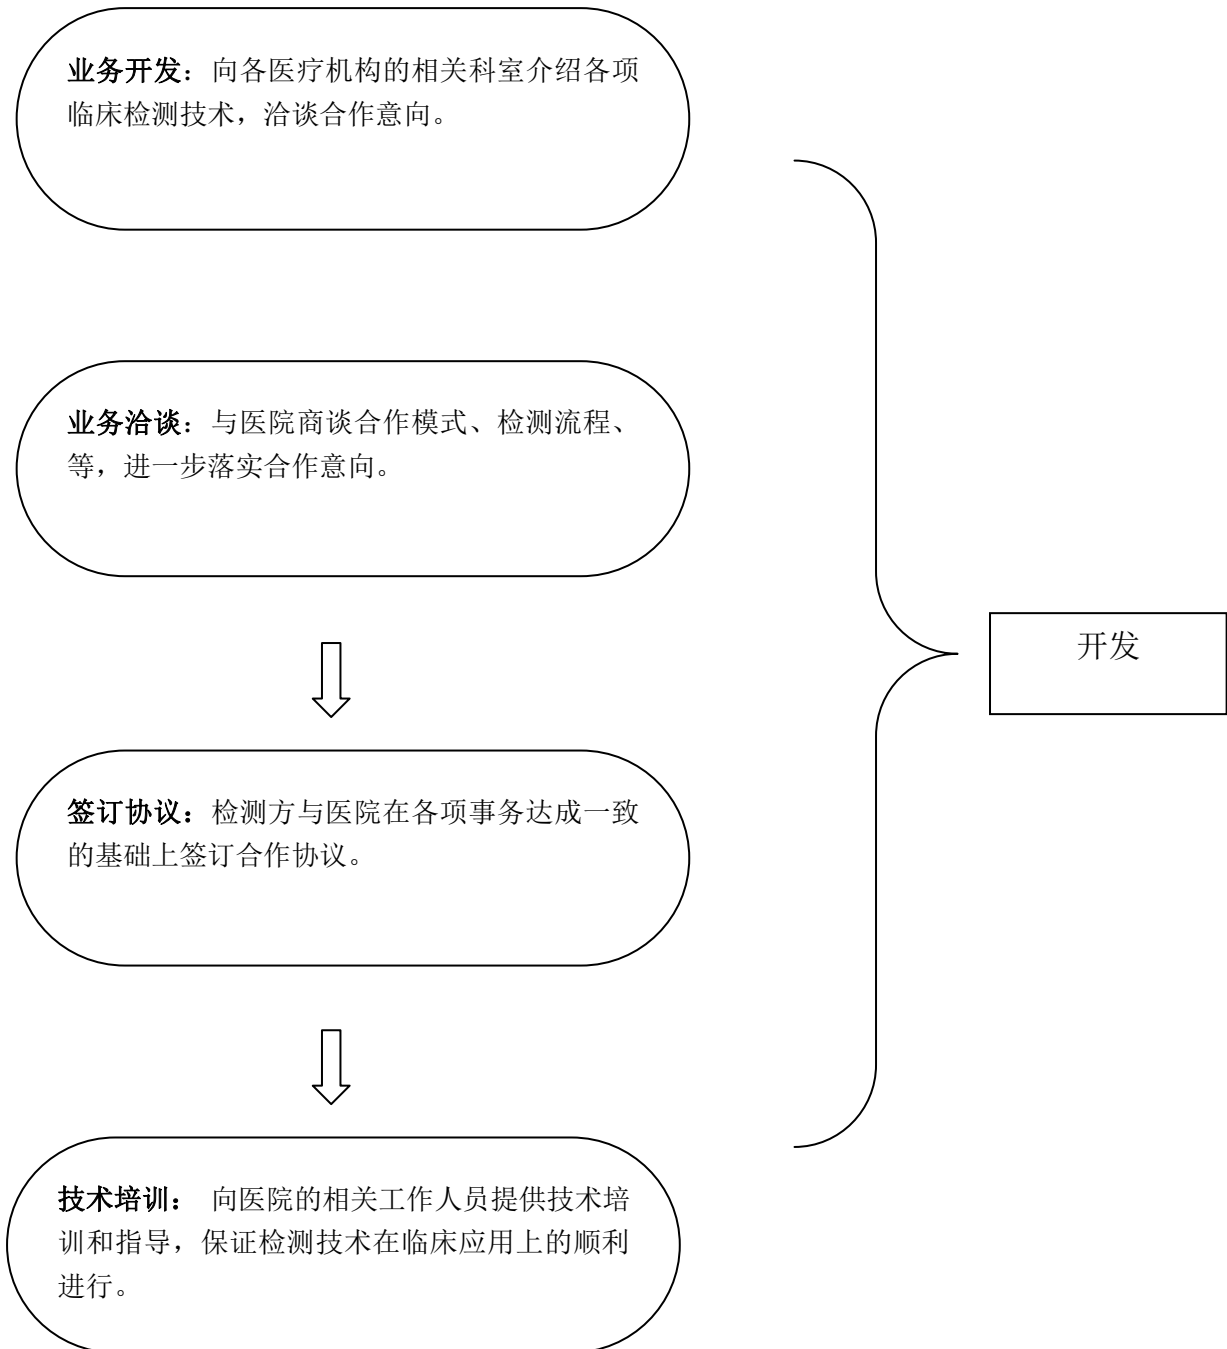 业务开发：向各医疗机构的相关科室介绍各项
临床检测技术，洽谈合作意向。
业务洽谈：与医院商谈合作模式、检测流程、
等，进一步落实合作意向。
开发
签订协议：检测方与医院在各项事务达成一致
的基础上签订合作协议。
技术培训： 向医院的相关工作人员提供技术培
训和指导，保证检测技术在临床应用上的顺利
进行。